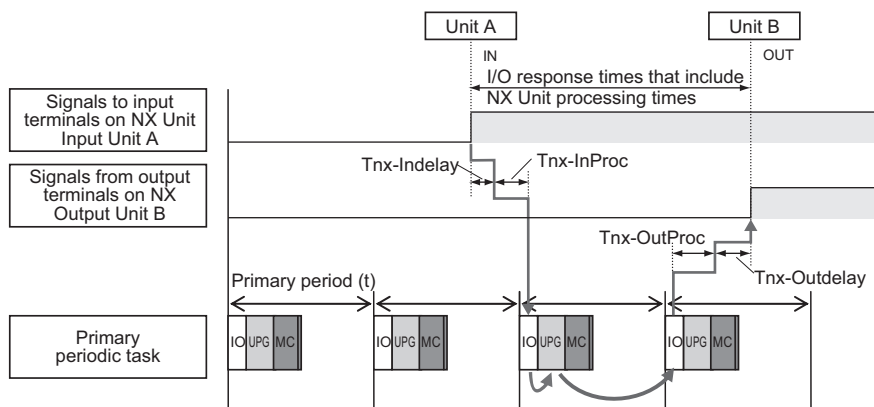 Unit A
Unit B
IN
OUT
I/O response times that include
NX Unit processing times
Signals to input
terminals on NX Unit
Input Unit A
Tnx-Indelay
Tnx-InProc
Signals from output
terminals on NX
Output Unit B
Tnx-OutProc
Tnx-Outdelay
Primary period (t)
Primary
periodic task
IO UPG MC
IO UPG MC
IO UPG MC
IO UPG MC